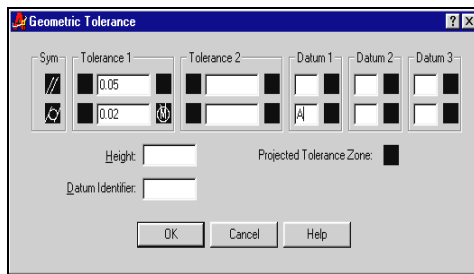 Geometric Tolerance
Sym Tolerance 1 Tolerance 2 Datum 1 Datum 2 Datum 3
0.05
0.02 Ⓜ A
Height: Projected Tolerance Zone:
Datum Identifier:
OK Cancel Help